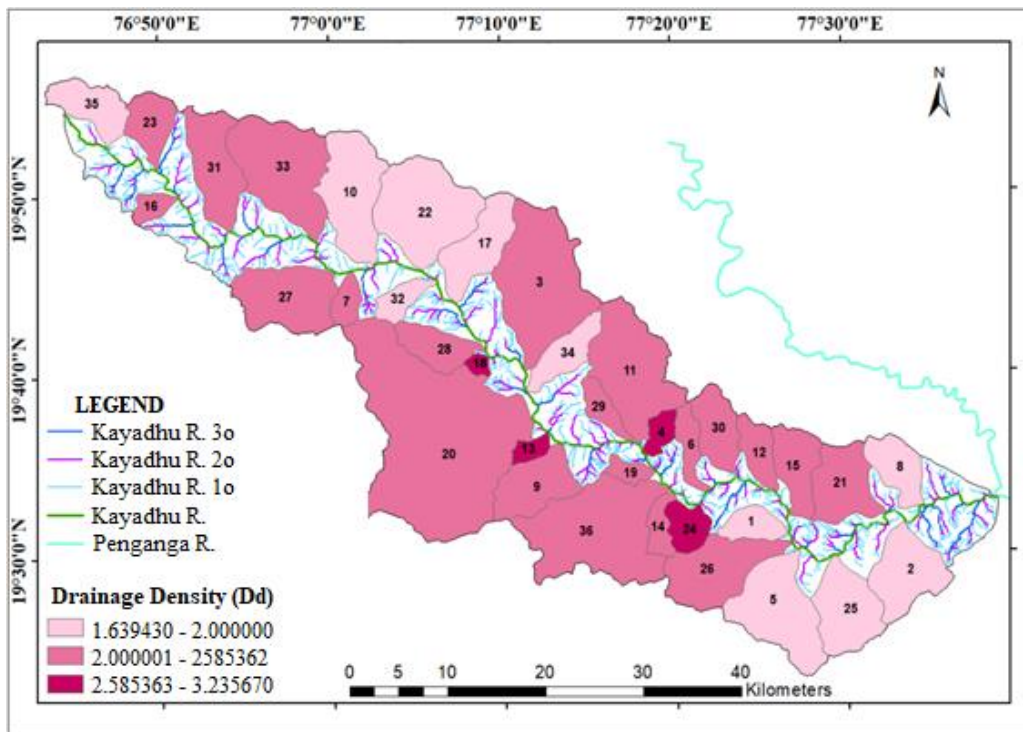 76°50'0"E 77°0'0"E 77°10'0"E 77°20'0"E 77°30'0"E
N
19°50'0"N
19°40'0"N
19°30'0"N
35
23
31
33
10
22
17
16
3
27
7
32
28
18
34
11
29
4
6
30
12
15
21
8
20
13
9
19
36
14
24
1
26
5
25
2
LEGEND
Kayadhu R. 3o
Kayadhu R. 2o
Kayadhu R. 1o
Kayadhu R.
Penganga R.
Drainage Density (Dd)
1.639430 - 2.000000
2.000001 - 2585362
2.585363 - 3.235670
0 5 10 20 30 40
Kilometers